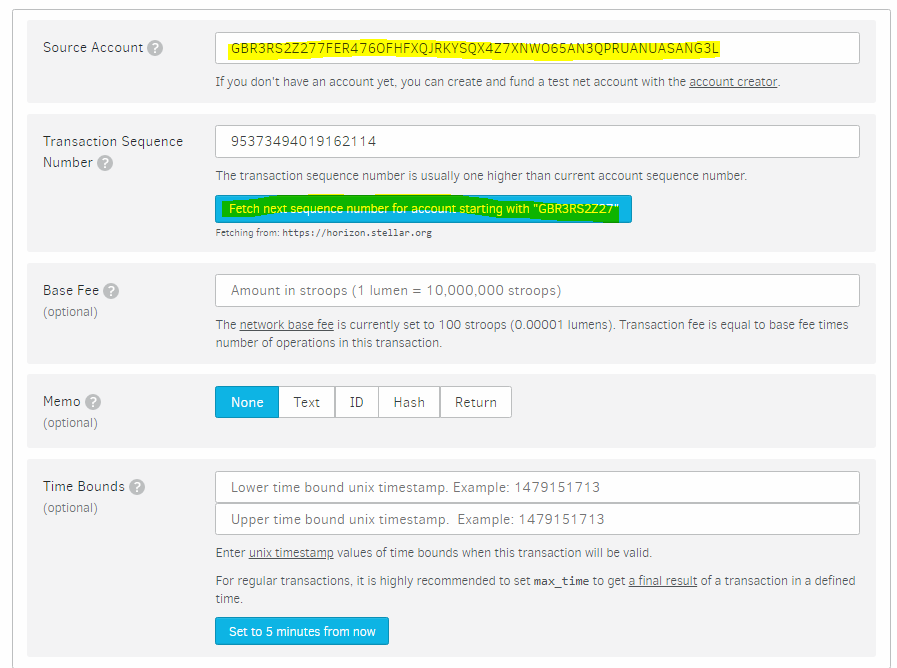 Source Account ?
GBR3RS2Z277FER476OFHFXQJRKYSQX4Z7XNWO65AN3QPRUANUASANG3L
If you don't have an account yet, you can create and fund a test net account with the account creator.
Transaction Sequence
Number ?
95373494019162114
The transaction sequence number is usually one higher than current account sequence number.
Fetch next sequence number for account starting with "GBR3RS2Z27"
Fetching from: https://horizon.stellar.org
Base Fee ?
(optional)
Amount in stroops (1 lumen = 10,000,000 stroops)
The network base fee is currently set to 100 stroops (0.00001 lumens). Transaction fee is equal to base fee times
number of operations in this transaction.
Memo ?
(optional)
None Text ID Hash Return
Time Bounds ?
(optional)
Lower time bound unix timestamp. Example: 1479151713
Upper time bound unix timestamp. Example: 1479151713
Enter unix timestamp values of time bounds when this transaction will be valid.
For regular transactions, it is highly recommended to set max_time to get a final result of a transaction in a defined
time.
Set to 5 minutes from now